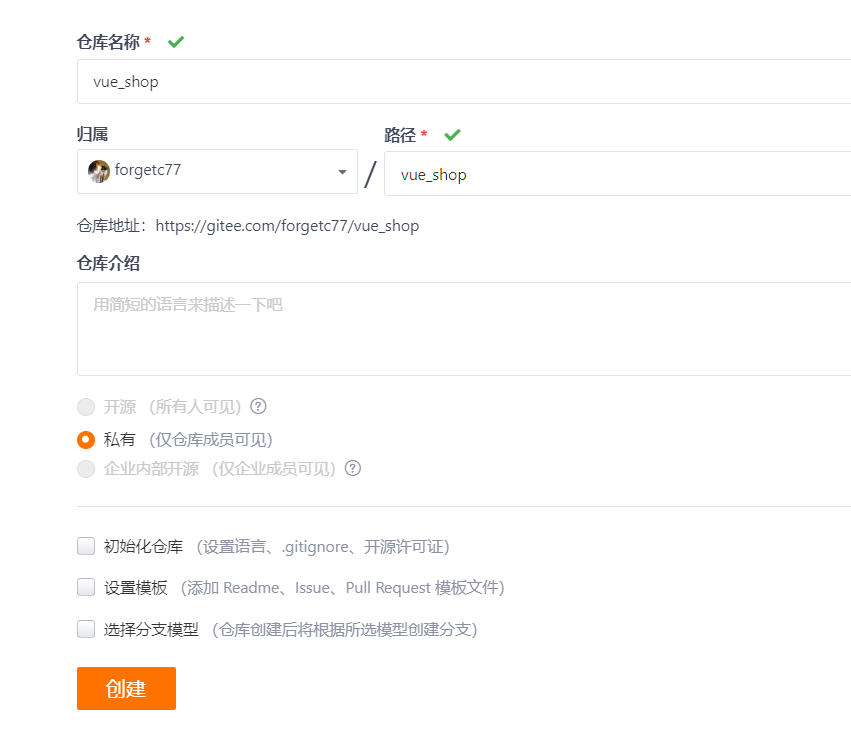 仓库名称 *
vue_shop
归属
路径 *
forgetc77
/
vue_shop
仓库地址：https://gitee.com/forgetc77/vue_shop
仓库介绍
用简短的语言来描述一下吧
开源 （所有人可见） ?
私有 （仅仓库成员可见）
企业内部开源 （仅企业成员可见） ?
初始化仓库 （设置语言、.gitignore、开源许可证）
设置模板 （添加 Readme、Issue、Pull Request 模板文件）
选择分支模型 （仓库创建后将根据所选模型创建分支）
创建